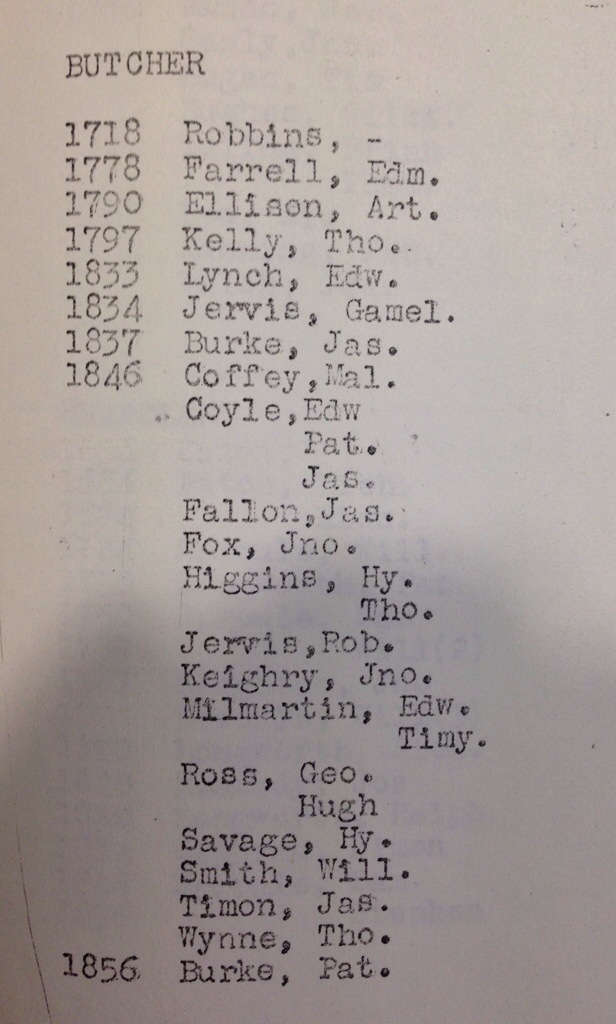 BUTCHER
1718 Robbins, -
1778 Farrell, Edm.
1790 Ellison, Art.
1797 Kelly, Tho.
1833 Lynch, Edw.
1834 Jervis, Gamel.
1837 Burke, Jas.
1846 Coffey,Mal.
Coyle,Edw
Pat.
Jas.
Fallon,Jas.
Fox, Jno.
Higgins, Hy.
Tho.
Jervis,Rob.
Keighry, Jno.
Milmartin, Edw.
Timy.
Ross, Geo.
Hugh
Savage, Hy.
Smith, Will.
Timon, Jas.
Wynne, Tho.
1856 Burke, Pat.